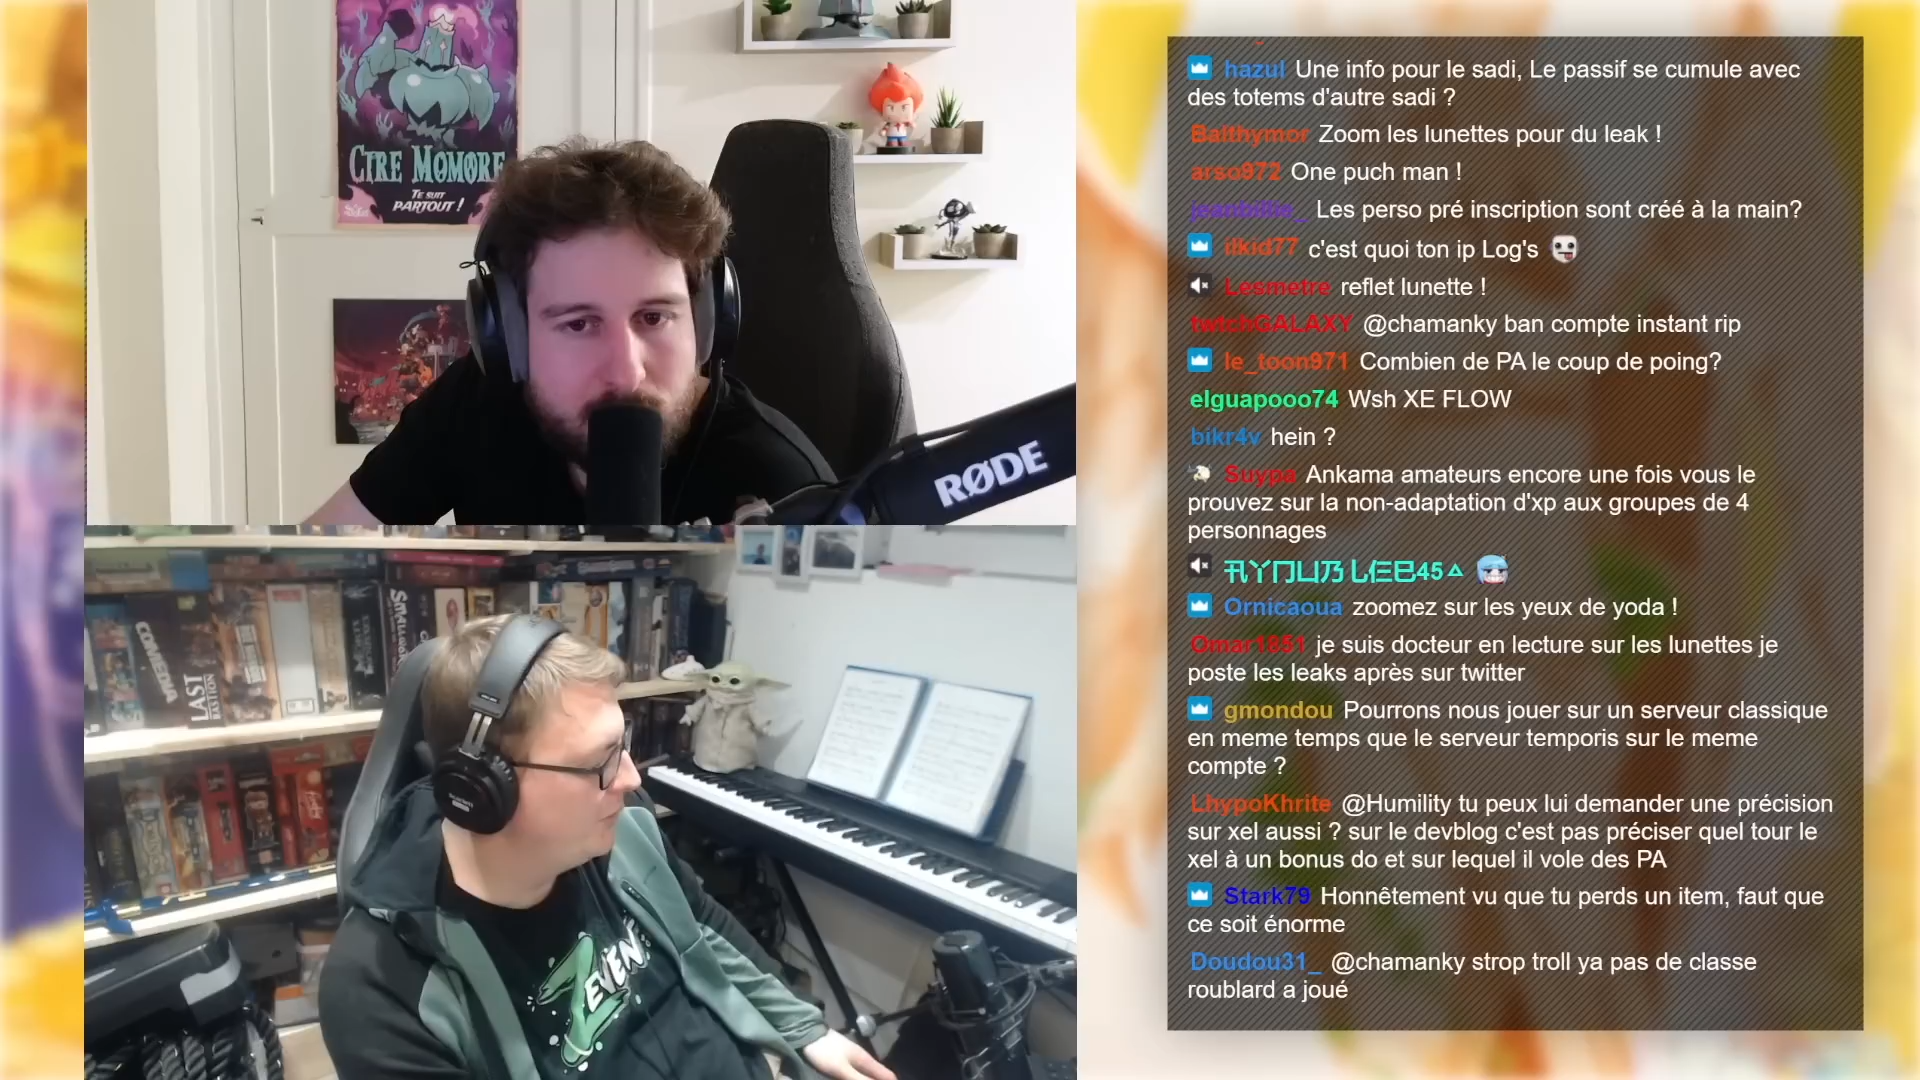 CIRE MOMORE
TE SUIT
PARTOUT !
RØDE
COMEDIA
LAST
BASTION
ZEVENT
hazul Une info pour le sadi, Le passif se cumule avec
des totems d'autre sadi ?
Balthymor Zoom les lunettes pour du leak !
arso972 One puch man !
Les perso pré inscription sont créé à la main?
ilkid77 c'est quoi ton ip Log's
Lesmetre reflet lunette !
twtchGALAXY @chamanky ban compte instant rip
le_toon971 Combien de PA le coup de poing?
elguapooo74 Wsh XE FLOW
bikr4v hein ?
Suypa Ankama amateurs encore une fois vous le
prouvez sur la non-adaptation d'xp aux groupes de 4
personnages
Ornicaoua zoomez sur les yeux de yoda !
Omar1851 je suis docteur en lecture sur les lunettes je
poste les leaks après sur twitter
gmondou Pourrons nous jouer sur un serveur classique
en meme temps que le serveur temporis sur le meme
compte ?
LhypoKhrite @Humility tu peux lui demander une précision
sur xel aussi ? sur le devblog c'est pas préciser quel tour le
xel à un bonus do et sur lequel il vole des PA
Stark79 Honnêtement vu que tu perds un item, faut que
ce soit énorme
Doudou31_ @chamanky strop troll ya pas de classe
roublard a joué